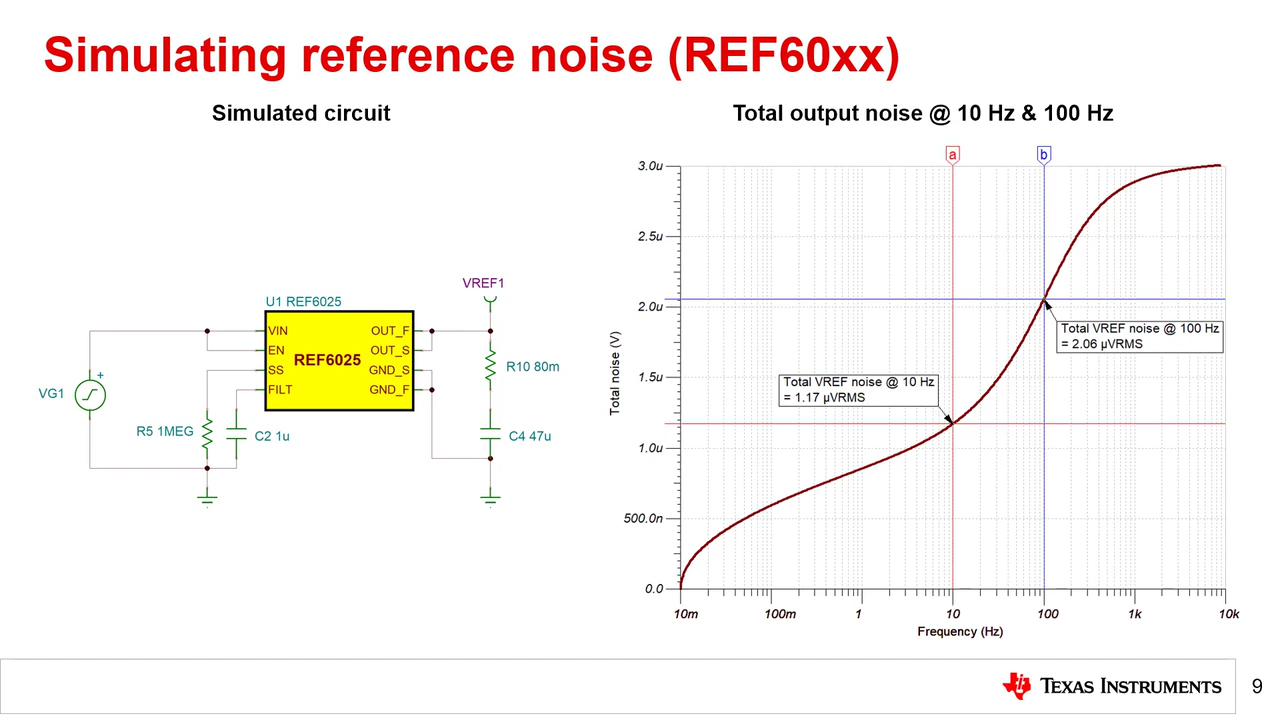 Simulating reference noise (REF60xx)
Simulated circuit
Total output noise @ 10 Hz & 100 Hz
VREF1
U1 REF6025
VIN
EN
SS
FILT
REF6025
OUT_F
OUT_S
GND_S
GND_F
R10 80m
VG1
+
R5 1MEG
C2 1u
C4 47u
a
b
3.0u
2.5u
2.0u
1.5u
1.0u
500.0n
0.0
Total noise (V)
Total VREF noise @ 100 Hz
= 2.06 µVRMS
Total VREF noise @ 10 Hz
= 1.17 µVRMS
10m
100m
1
10
100
1k
10k
Frequency (Hz)
TEXAS INSTRUMENTS
9